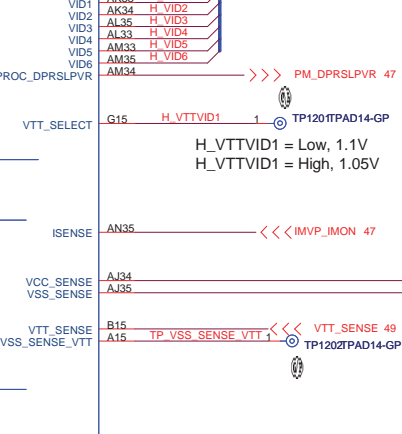 VID1
VID2 AK34 H_VID2
VID3 AL35 H_VID3
VID4 AL33 H_VID4
VID5 AM33 H_VID5
VID6 AM35 H_VID6
PROC_DPRSLPVR AM34 PM_DPRSLPVR 47
VTT_SELECT G15 H_VTTVID1 1 TP1201TPAD14-GP
H_VTTVID1 = Low, 1.1V
H_VTTVID1 = High, 1.05V
ISENSE AN35 IMVP_IMON 47
VCC_SENSE AJ34
VSS_SENSE AJ35
VTT_SENSE B15 VTT_SENSE 49
VSS_SENSE_VTT A15 TP_VSS_SENSE_VTT 1 TP1202TPAD14-GP